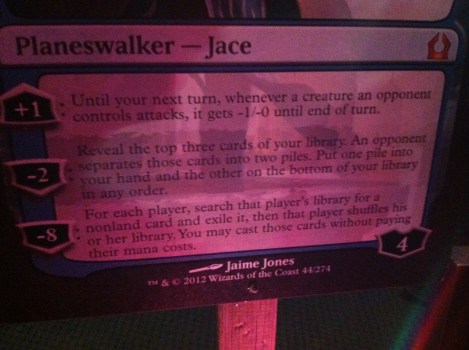 Planeswalker — Jace
+1 : Until your next turn, whenever a creature an opponent
controls attacks, it gets -1/-0 until end of turn.
Reveal the top three cards of your library. An opponent
-2 : separates those cards into two piles. Put one pile into
your hand and the other on the bottom of your library
in any order.
For each player, search that player's library for a
-8 : nonland card and exile it, then that player shuffles his
or her library. You may cast those cards without paying
their mana costs.
4
Jaime Jones
™ & © 2012 Wizards of the Coast 44/274